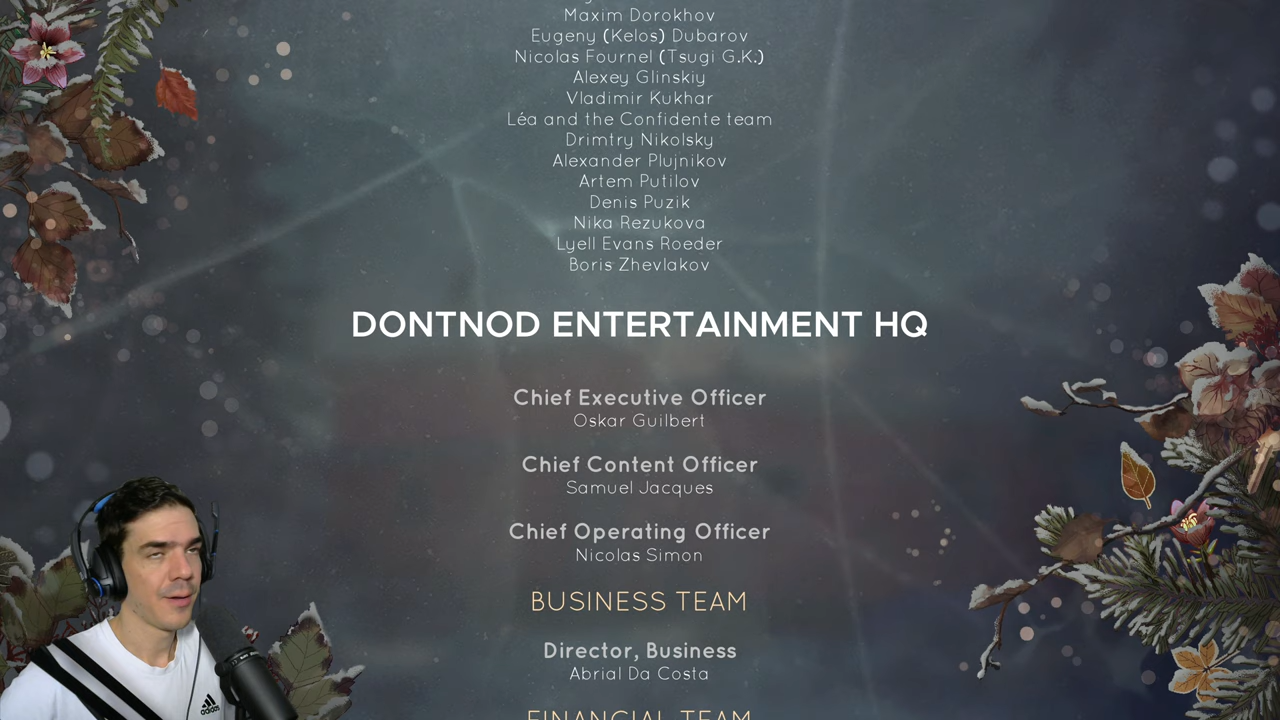 Maxim Dorokhov
Eugeny (Kelos) Dubarov
Nicolas Fournel (Tsugi G.K.)
Alexey Glinskiy
Vladimir Kukhar
Léa and the Confidente team
Drimtry Nikolsky
Alexander Plujnikov
Artem Putilov
Denis Puzik
Nika Rezukova
Lyell Evans Roeder
Boris Zhevlakov
DONTNOD ENTERTAINMENT HQ
Chief Executive Officer
Oskar Guilbert
Chief Content Officer
Samuel Jacques
Chief Operating Officer
Nicolas Simon
BUSINESS TEAM
Director, Business
Abrial Da Costa
FINANCIAL TEAM
adidas